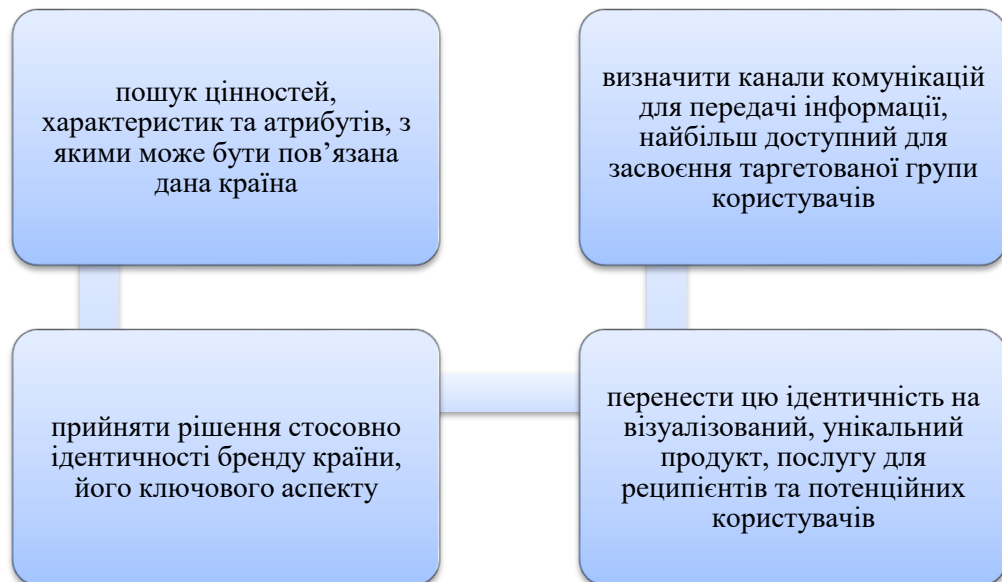 пошук цінностей,
характеристик та атрибутів, з
якими може бути пов’язана
дана країна
прийняти рішення стосовно
ідентичності бренду країни,
його ключового аспекту
перенести цю ідентичність на
візуалізований, унікальний
продукт, послугу для
реципієнтів та потенційних
користувачів
визначити канали комунікацій
для передачі інформації,
найбільш доступний для
засвоєння таргетованої групи
користувачів